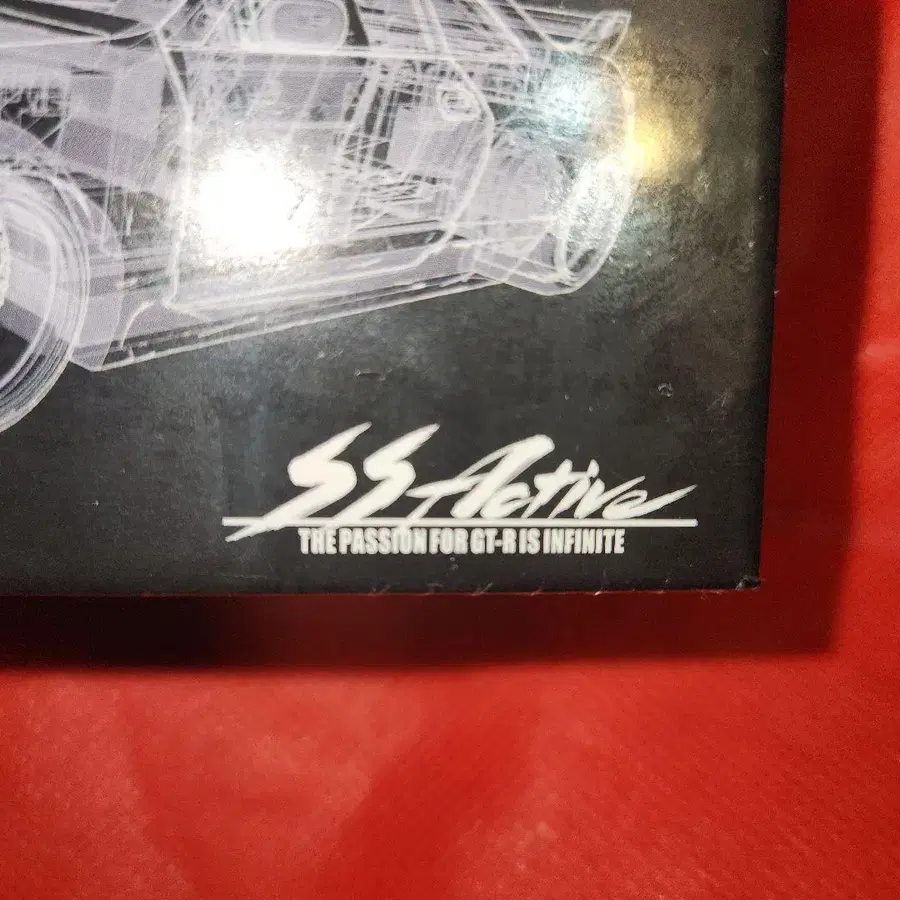 SS Active
THE PASSION FOR GT-R IS INFINITE